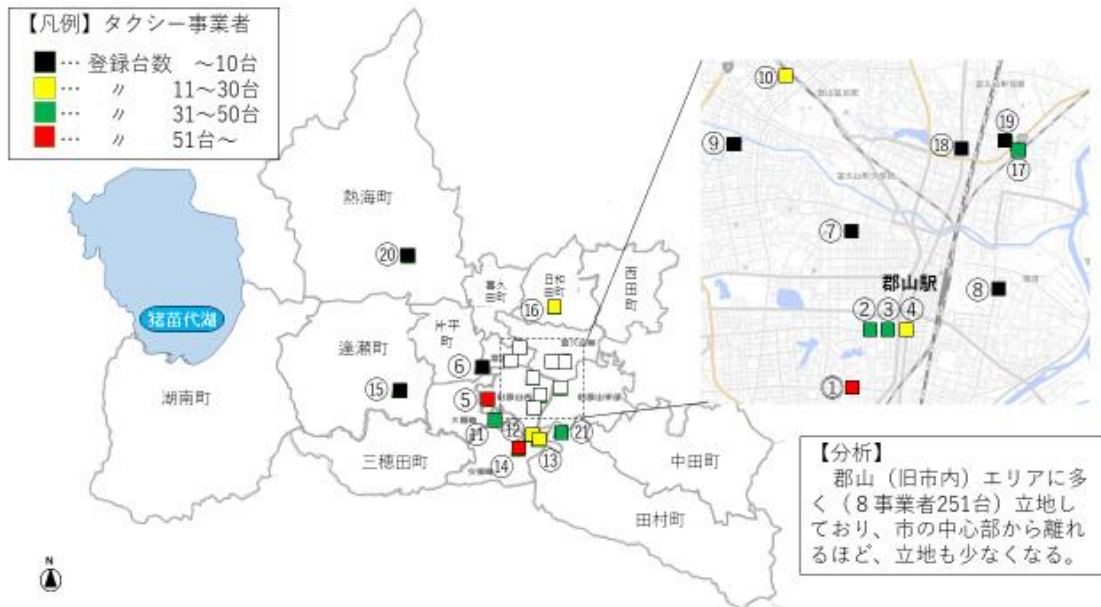 【凡例】タクシー事業者
… 登録台数 ～10台
… 〃 11～30台
… 〃 31～50台
… 〃 51台～
熱海町
⑳
猪苗代湖
湖南町
逢瀬町
⑮
三穂田町
片平町
⑥
⑤
⑪
⑫
⑬
⑭
㉑
喜久田町
日和田町
⑯
西田町
中田町
田村町
N
⑩
⑨
⑱
⑲
⑰
⑦
郡山駅
⑧
② ③ ④
①
【分析】
郡山（旧市内）エリアに多
く（８事業者251台）立地し
ており、市の中心部から離れ
るほど、立地も少なくなる。